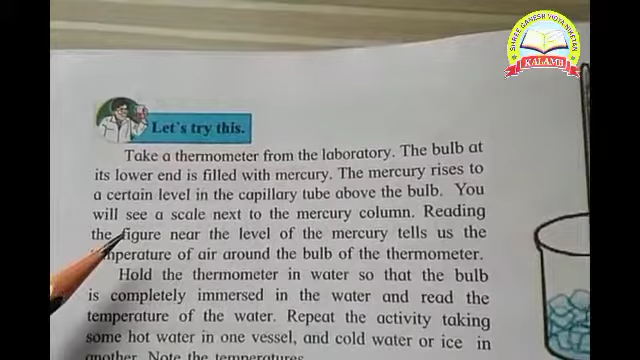 SHREE GANESH VIDYA NIKETAN
KALAMB
Let's try this.
Take a thermometer from the laboratory. The bulb at
its lower end is filled with mercury. The mercury rises to
a certain level in the capillary tube above the bulb. You
will see a scale next to the mercury column. Reading
the figure near the level of the mercury tells us the
temperature of air around the bulb of the thermometer.
Hold the thermometer in water so that the bulb
is completely immersed in the water and read the
temperature of the water. Repeat the activity taking
some hot water in one vessel, and cold water or ice in
another. Note the temperatures.